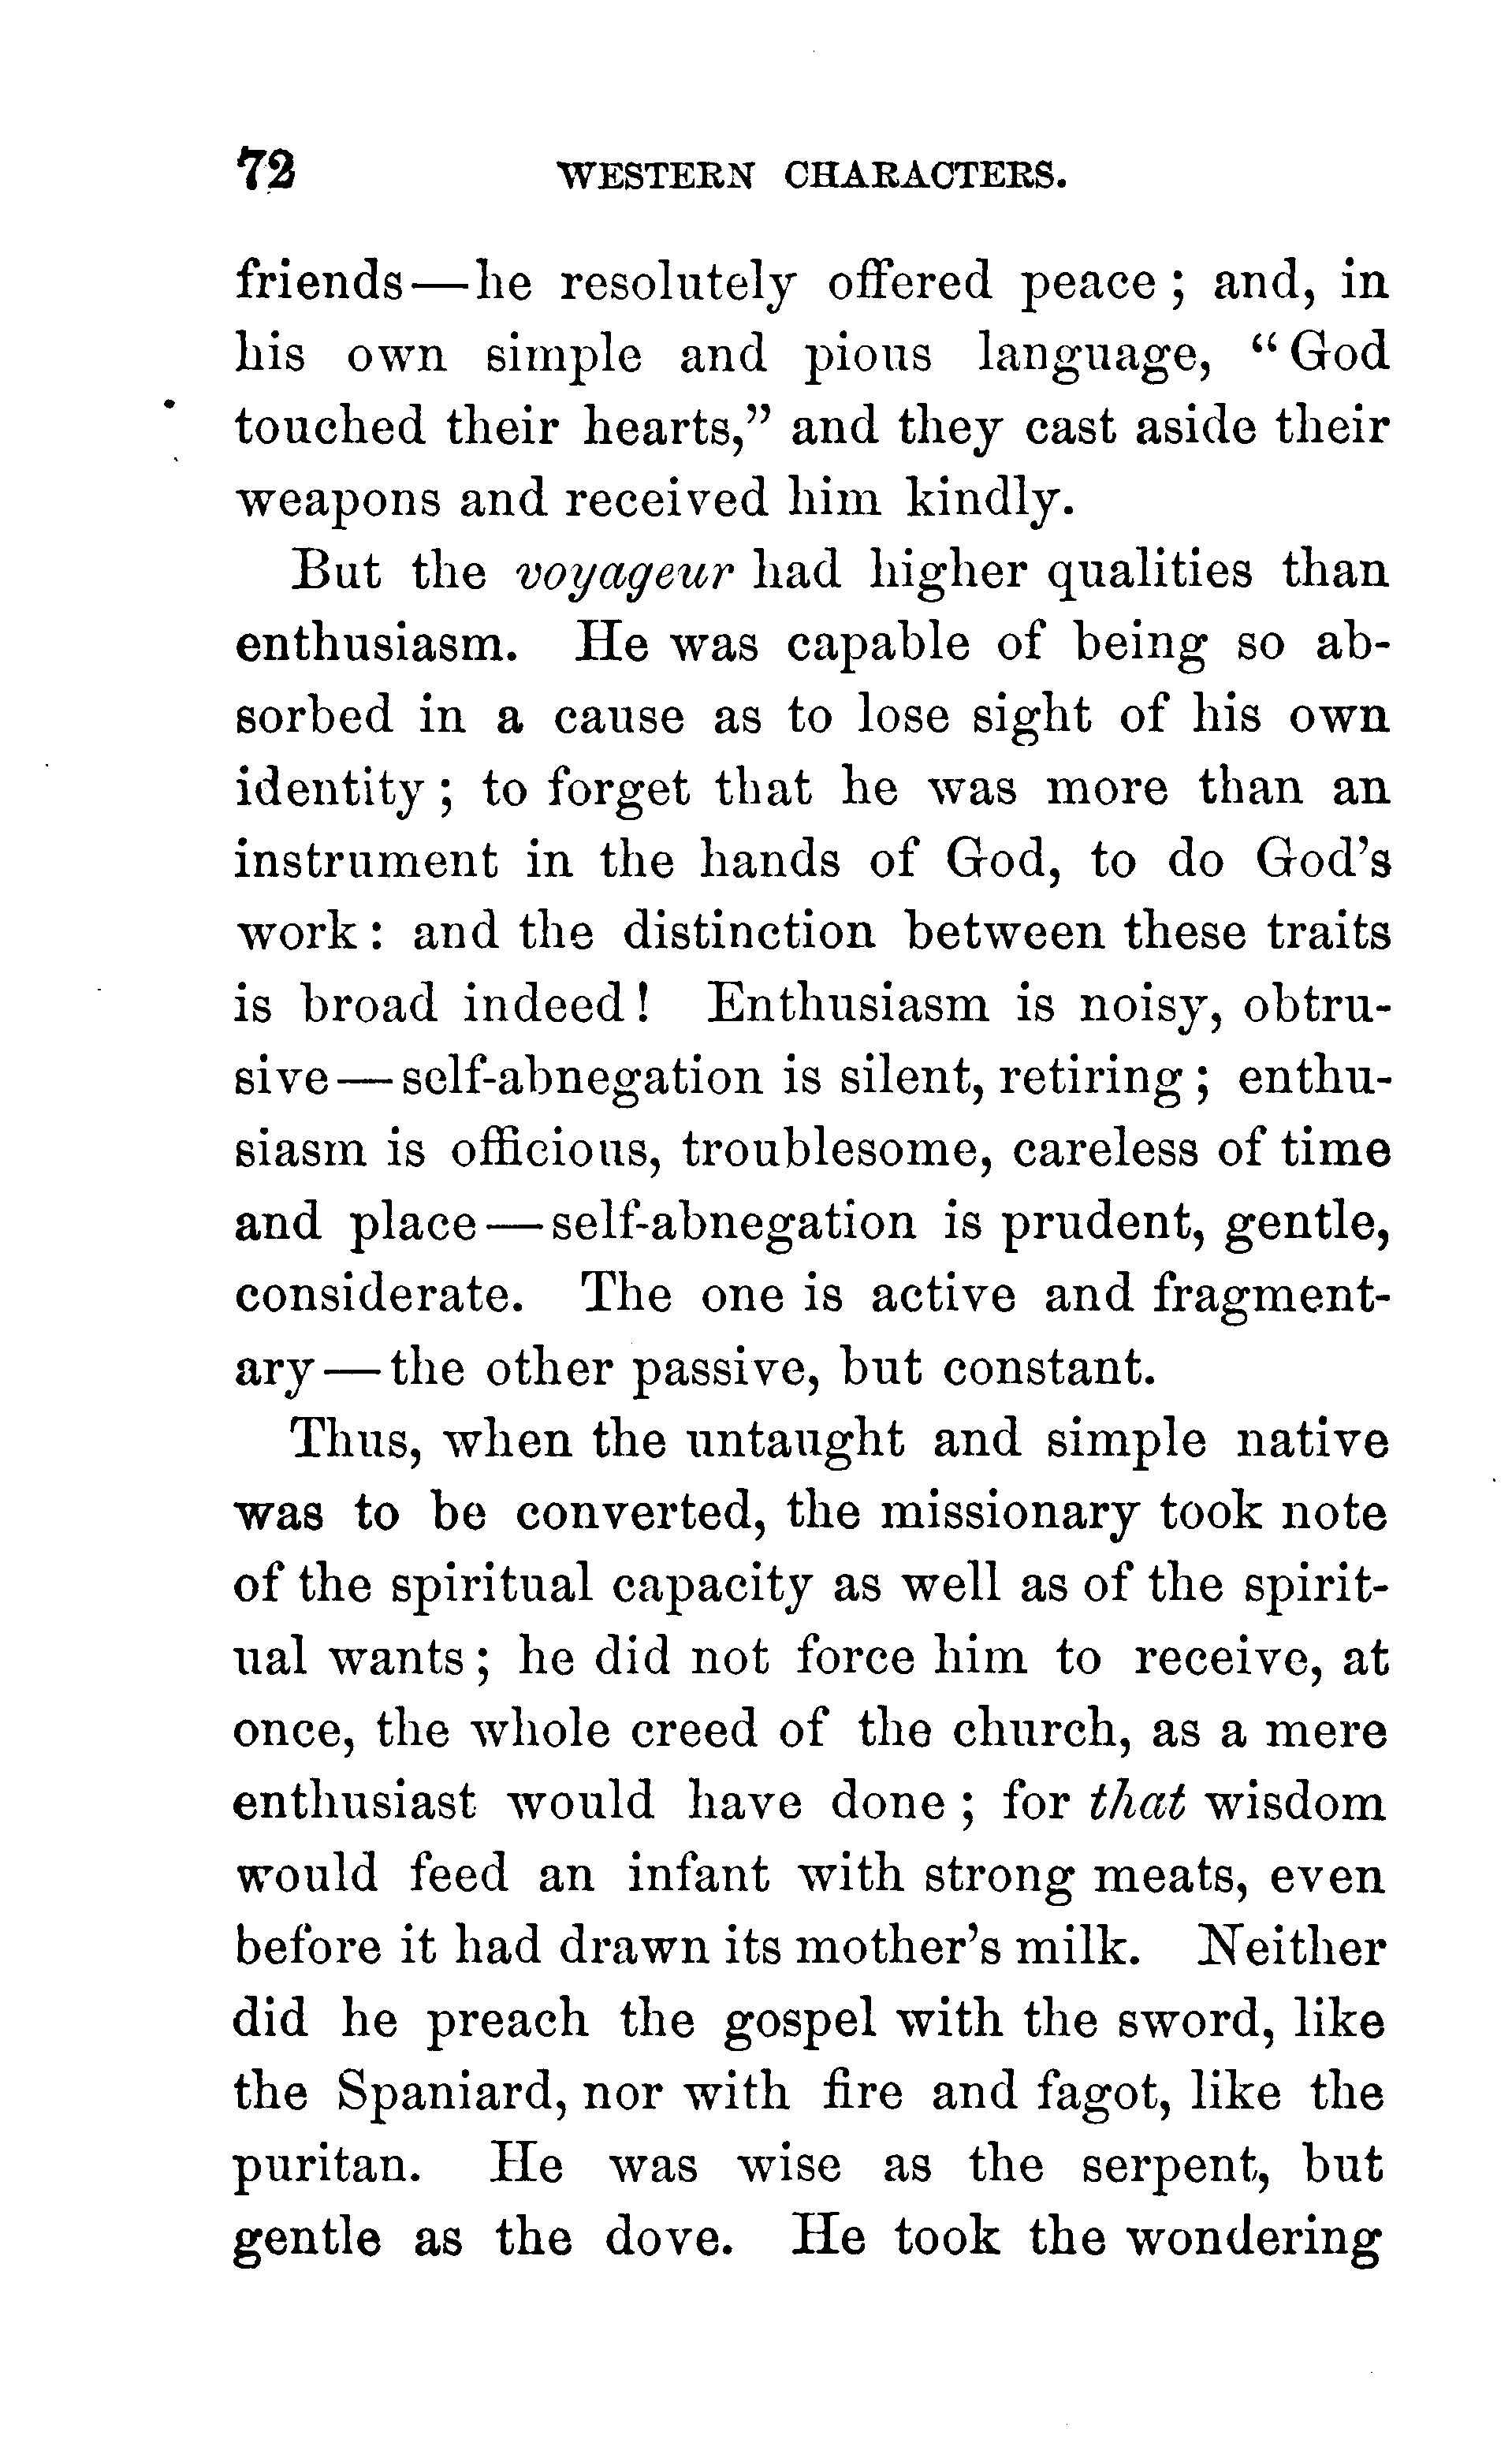 72 WESTERN CHARACTERS.
friends—he resolutely offered peace; and, in
his own simple and pious language, “God
touched their hearts,” and they cast aside their
weapons and received him kindly.
But the voyageur had higher qualities than
enthusiasm. He was capable of being so ab-
sorbed in a cause as to lose sight of his own
identity; to forget that he was more than an
instrument in the hands of God, to do God’s
work: and the distinction between these traits
is broad indeed! Enthusiasm is noisy, obtru-
sive—self-abnegation is silent, retiring; enthu-
siasm is officious, troublesome, careless of time
and place—self-abnegation is prudent, gentle,
considerate. The one is active and fragment-
ary—the other passive, but constant.
Thus, when the untaught and simple native
was to be converted, the missionary took note
of the spiritual capacity as well as of the spirit-
ual wants; he did not force him to receive, at
once, the whole creed of the church, as a mere
enthusiast would have done; for that wisdom
would feed an infant with strong meats, even
before it had drawn its mother’s milk. Neither
did he preach the gospel with the sword, like
the Spaniard, nor with fire and fagot, like the
puritan. He was wise as the serpent, but
gentle as the dove. He took the wondering